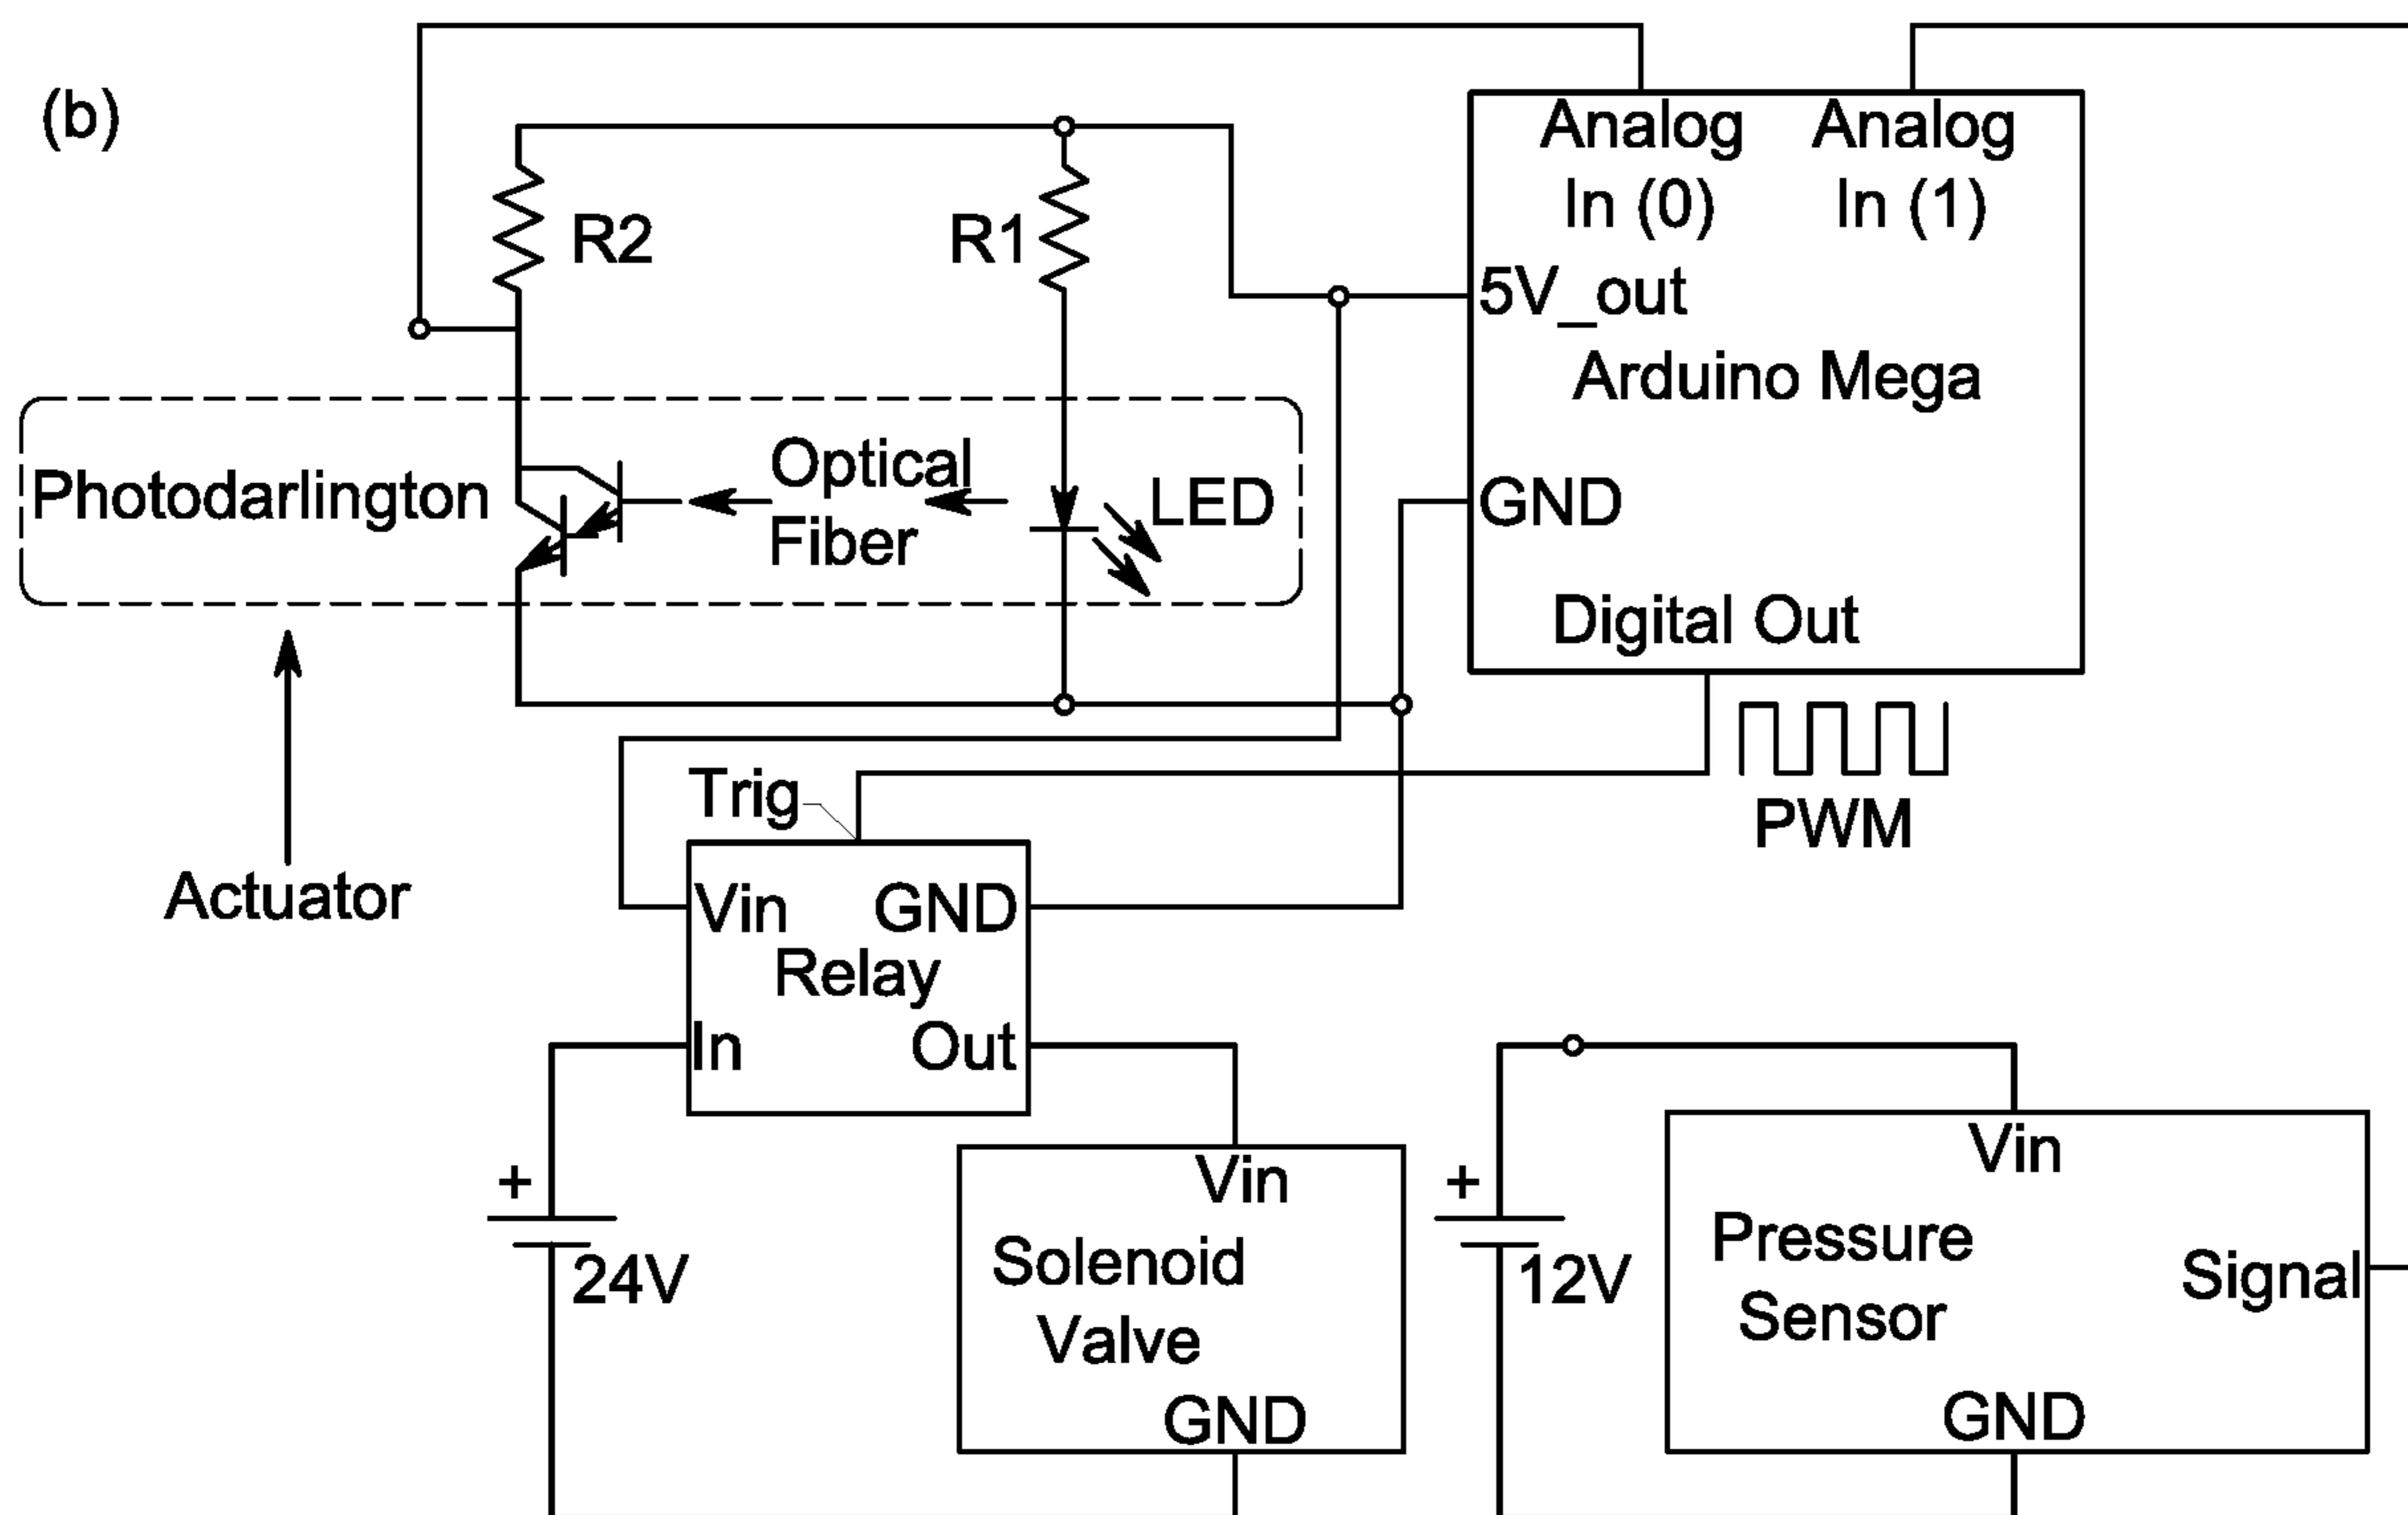 (b)
Analog
In (0)
Analog
In (1)
R2
R1
5V_out
Arduino Mega
Photodarlington
Optical
Fiber
LED
GND
Digital Out
PWM
Trig
Actuator
Vin
GND
Relay
In
Out
+
24V
Vin
Solenoid
Valve
GND
+
12V
Vin
Pressure
Sensor
Signal
GND